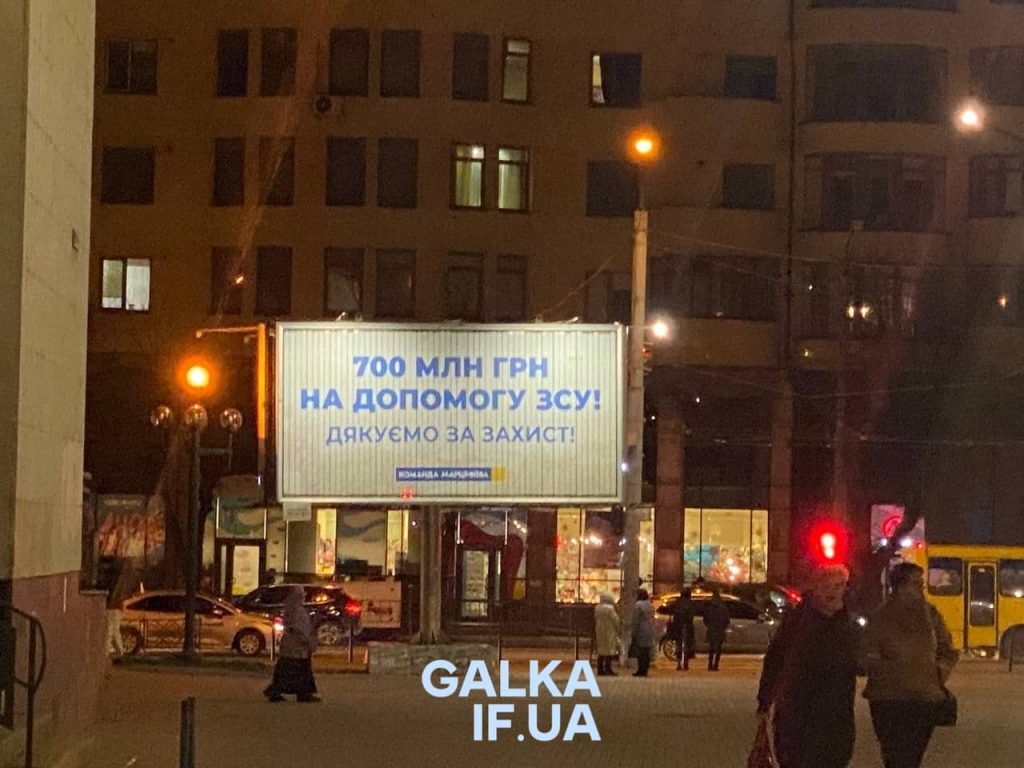 700 МЛН ГРН
НА ДОПОМОГУ ЗСУ!
ДЯКУЄМО ЗА ЗАХИСТ!
КОМАНДА МАРЦІНКІВА
GALKA
IF.UA